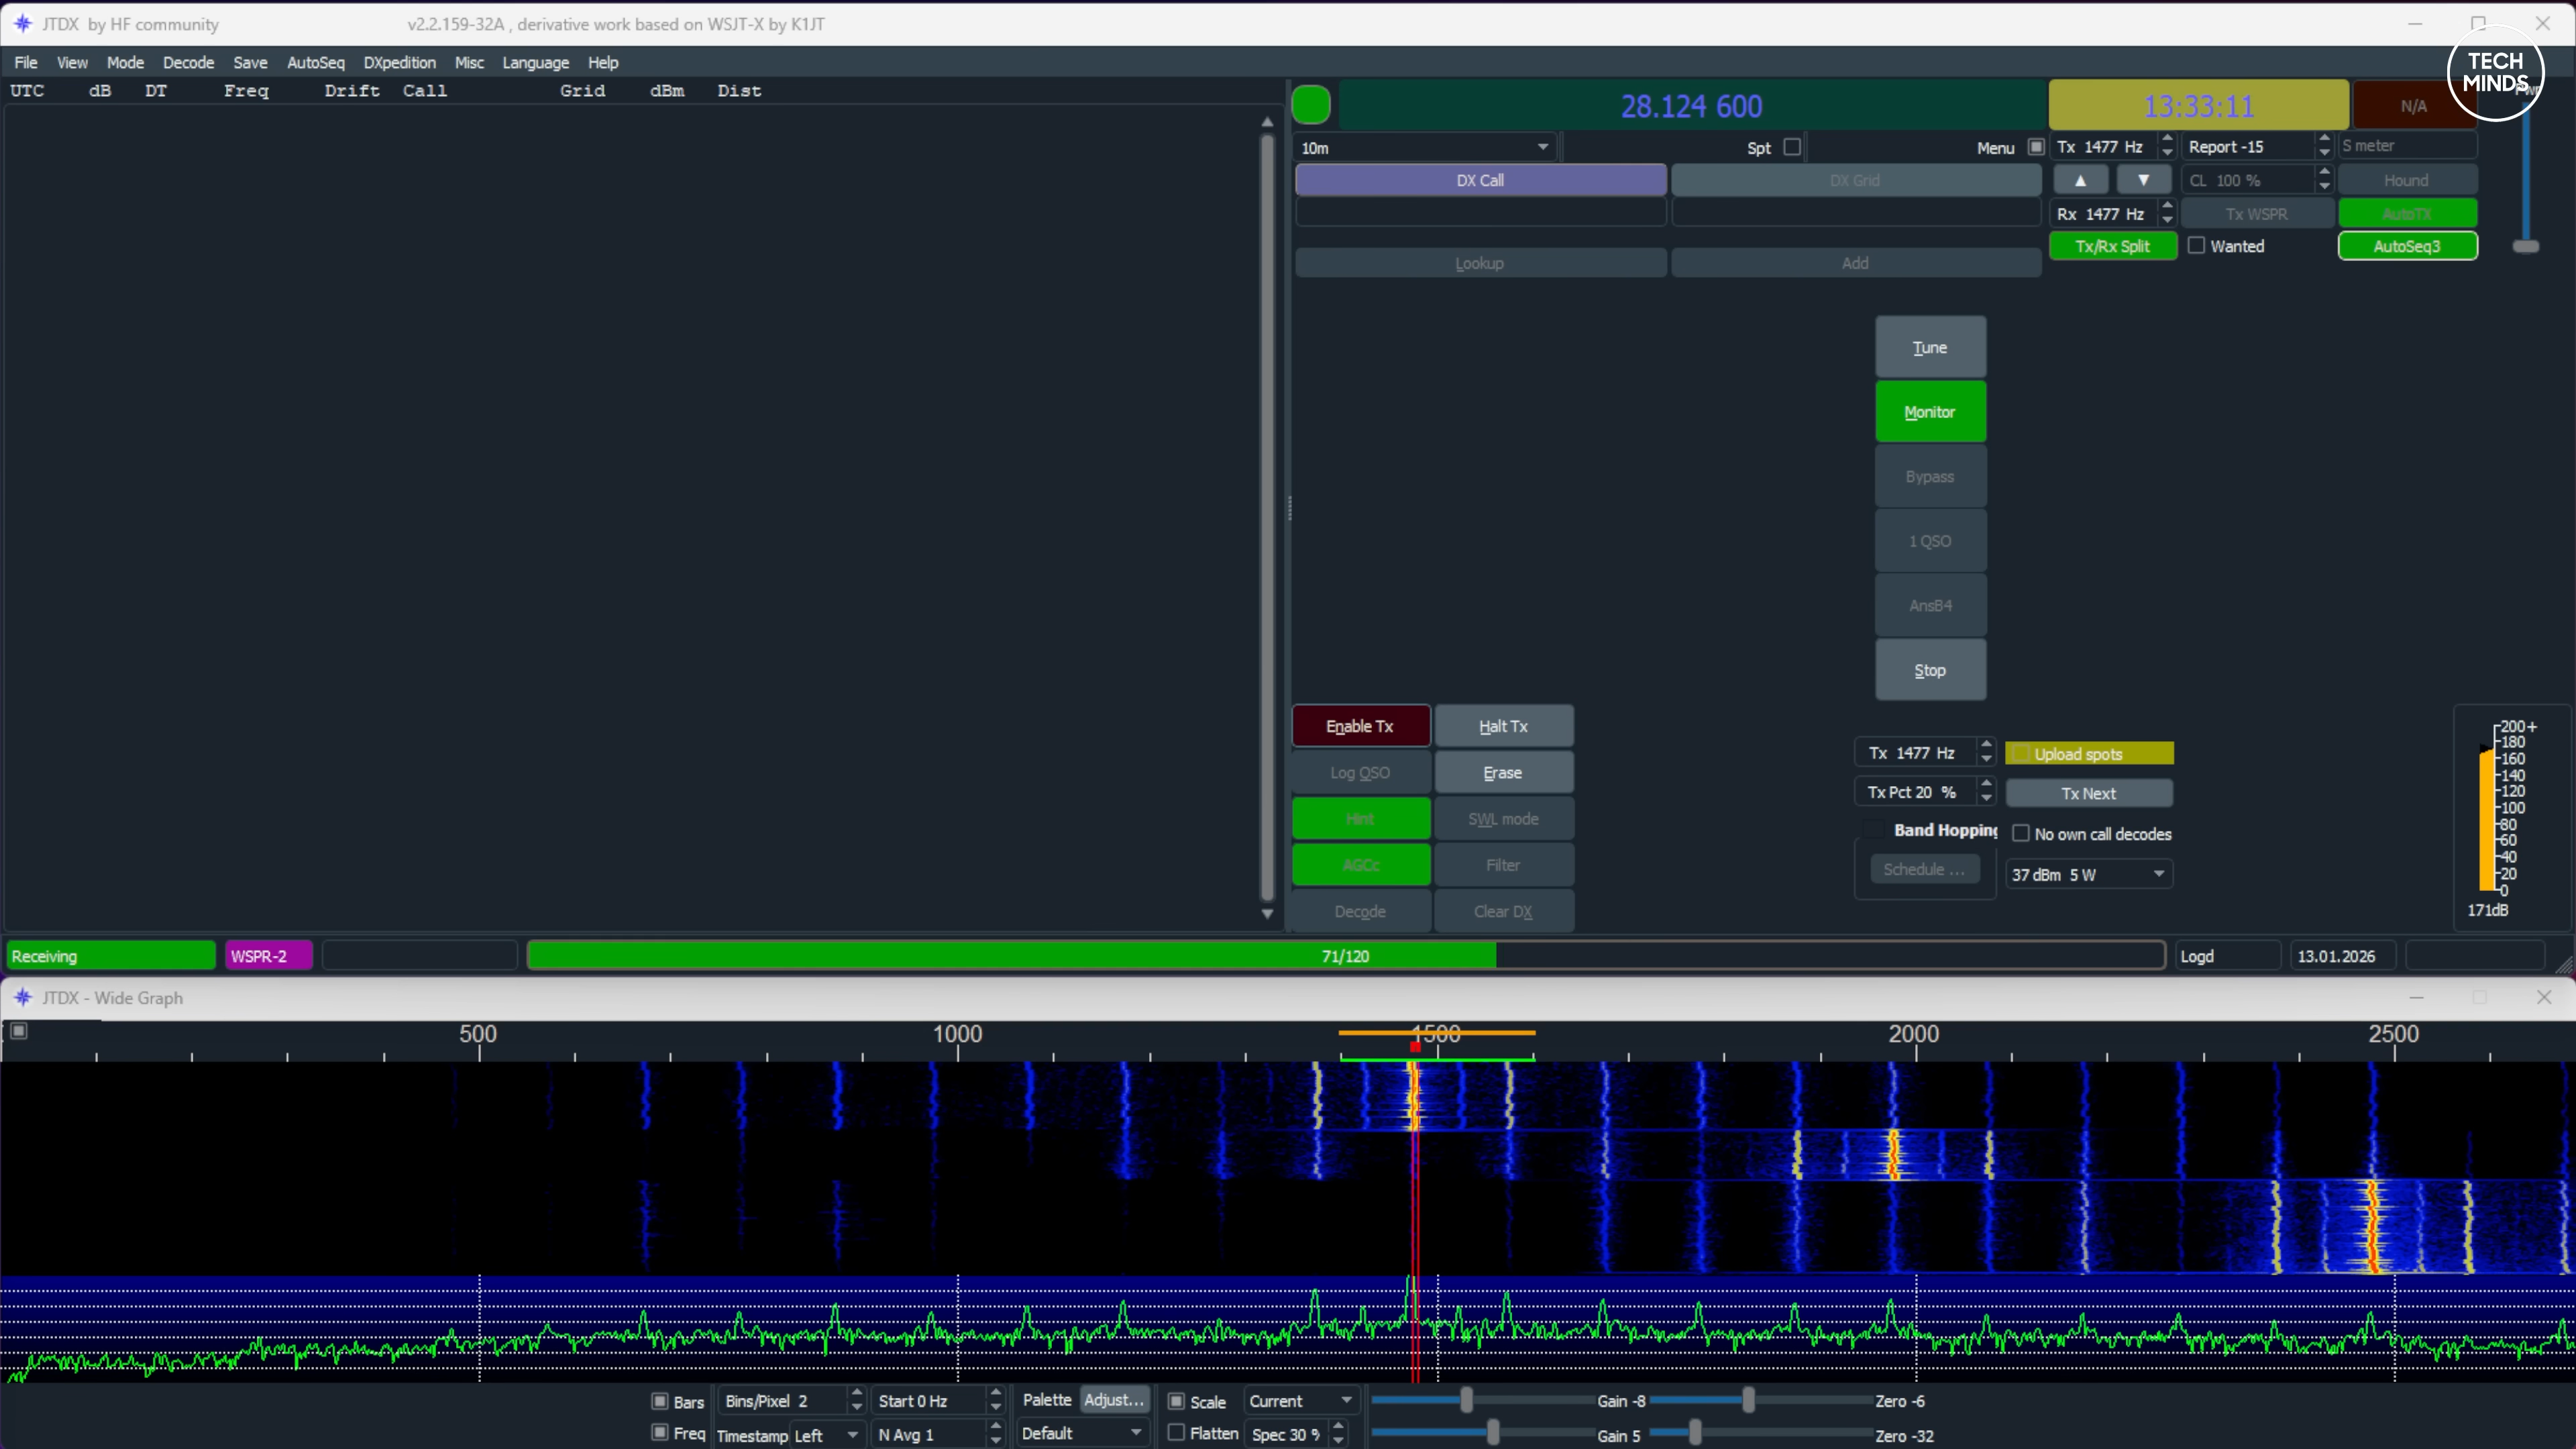 JTDX by HF community v2.2.159-32A , derivative work based on WSJT-X by K1JT
TECH
MINDS
File View Mode Decode Save AutoSeq DXpedition Misc Language Help
UTC dB DT Freq Drift Call Grid dBm Dist
28.124 600
13:33:11
N/A
Pwr
10m
Spt
Menu
Tx 1477 Hz
Report -15
S meter
DX Call
DX Grid
CL 100 %
Hound
Rx 1477 Hz
Tx WSPR
AutoTX
Tx/Rx Split
Wanted
AutoSeq3
Lookup
Add
Tune
Monitor
Bypass
1 QSO
AnsB4
Stop
Enable Tx
Halt Tx
Log QSO
Erase
Hint
SWL mode
AGCc
Filter
Decode
Clear DX
Tx 1477 Hz
Upload spots
Tx Pct 20 %
Tx Next
Band Hopping
No own call decodes
Schedule ...
37 dBm 5 W
200+
180
160
140
120
100
80
60
40
20
0
171dB
Receiving
WSPR-2
71/120
Logd
13.01.2026
JTDX - Wide Graph
500 1000 1500 2000 2500
Bars
Bins/Pixel 2
Start 0 Hz
Palette
Adjust...
Scale
Current
Gain -8
Zero -6
Freq
Timestamp
Left
N Avg 1
Default
Flatten
Spec 30 %
Gain 5
Zero -32